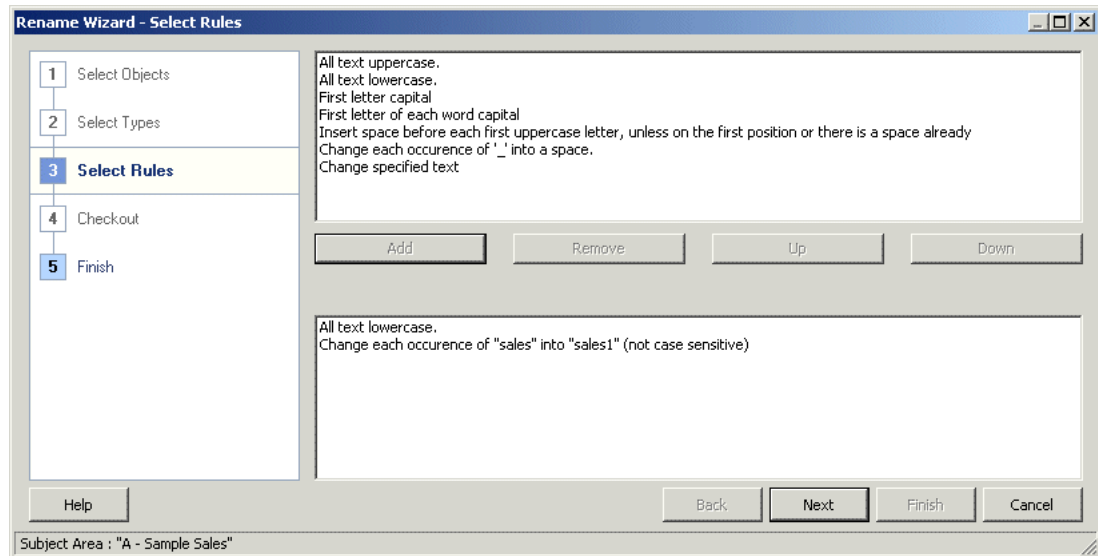 Rename Wizard - Select Rules
1 Select Objects
2 Select Types
3 Select Rules
4 Checkout
5 Finish
All text uppercase.
All text lowercase.
First letter capital
First letter of each word capital
Insert space before each first uppercase letter, unless on the first position or there is a space already
Change each occurence of '_' into a space.
Change specified text
Add Remove Up Down
All text lowercase.
Change each occurence of "sales" into "sales1" (not case sensitive)
Help Back Next Finish Cancel
Subject Area : "A - Sample Sales"